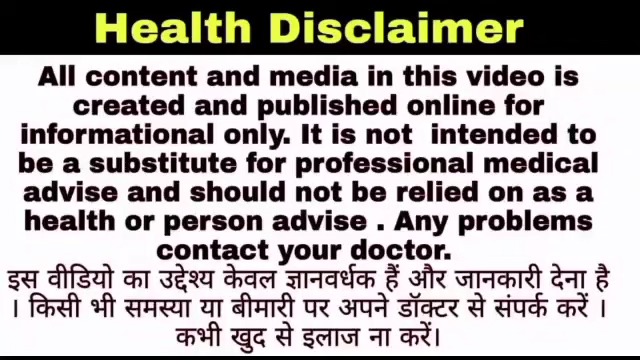 Health Disclaimer
All content and media in this video is
created and published online for
informational only. It is not intended to
be a substitute for professional medical
advise and should not be relied on as a
health or person advise . Any problems
contact your doctor.
इस वीडियो का उद्देश्य केवल ज्ञानवर्धक हैं और जानकारी देना है
। किसी भी समस्या या बीमारी पर अपने डॉक्टर से संपर्क करें ।
कभी खुद से इलाज ना करें।